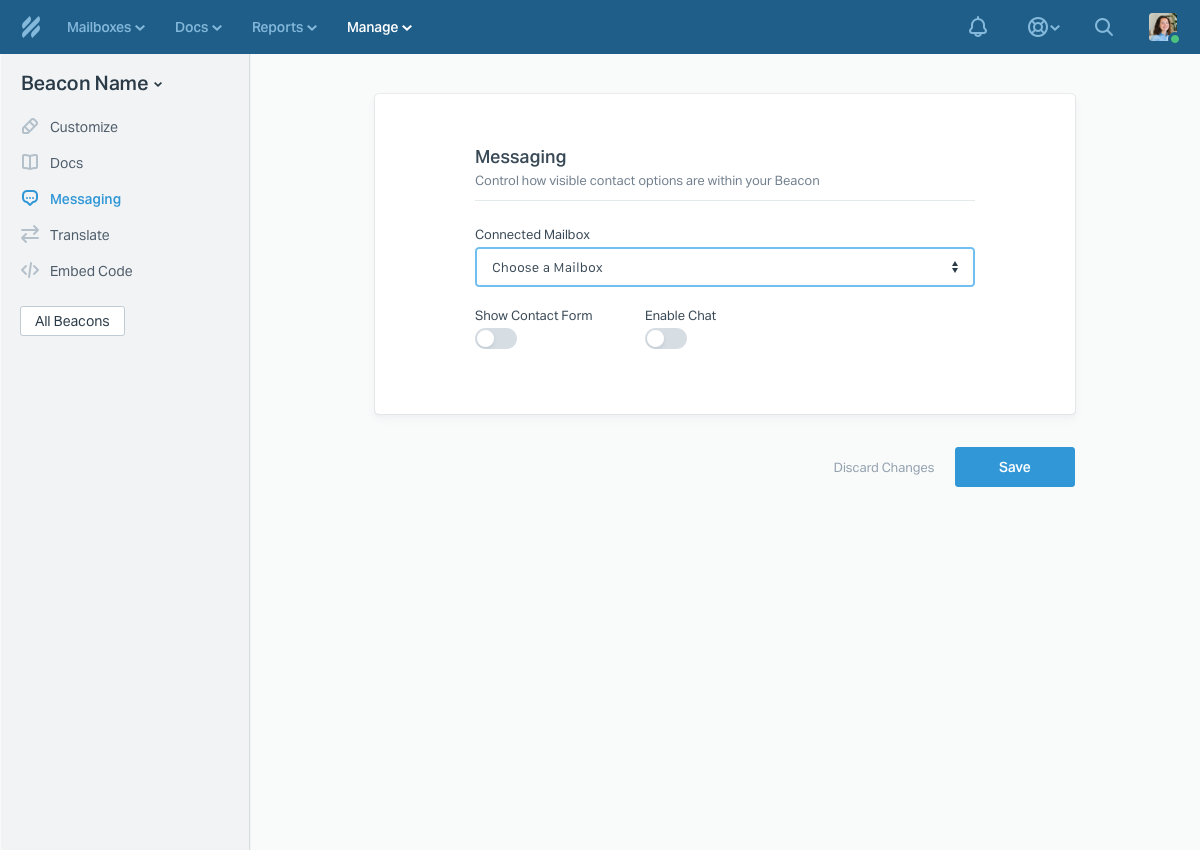 Mailboxes Docs Reports Manage
Beacon Name
Customize
Docs
Messaging
Translate
Embed Code
All Beacons
Messaging
Control how visible contact options are within your Beacon
Connected Mailbox
Choose a Mailbox
Show Contact Form Enable Chat
Discard Changes Save